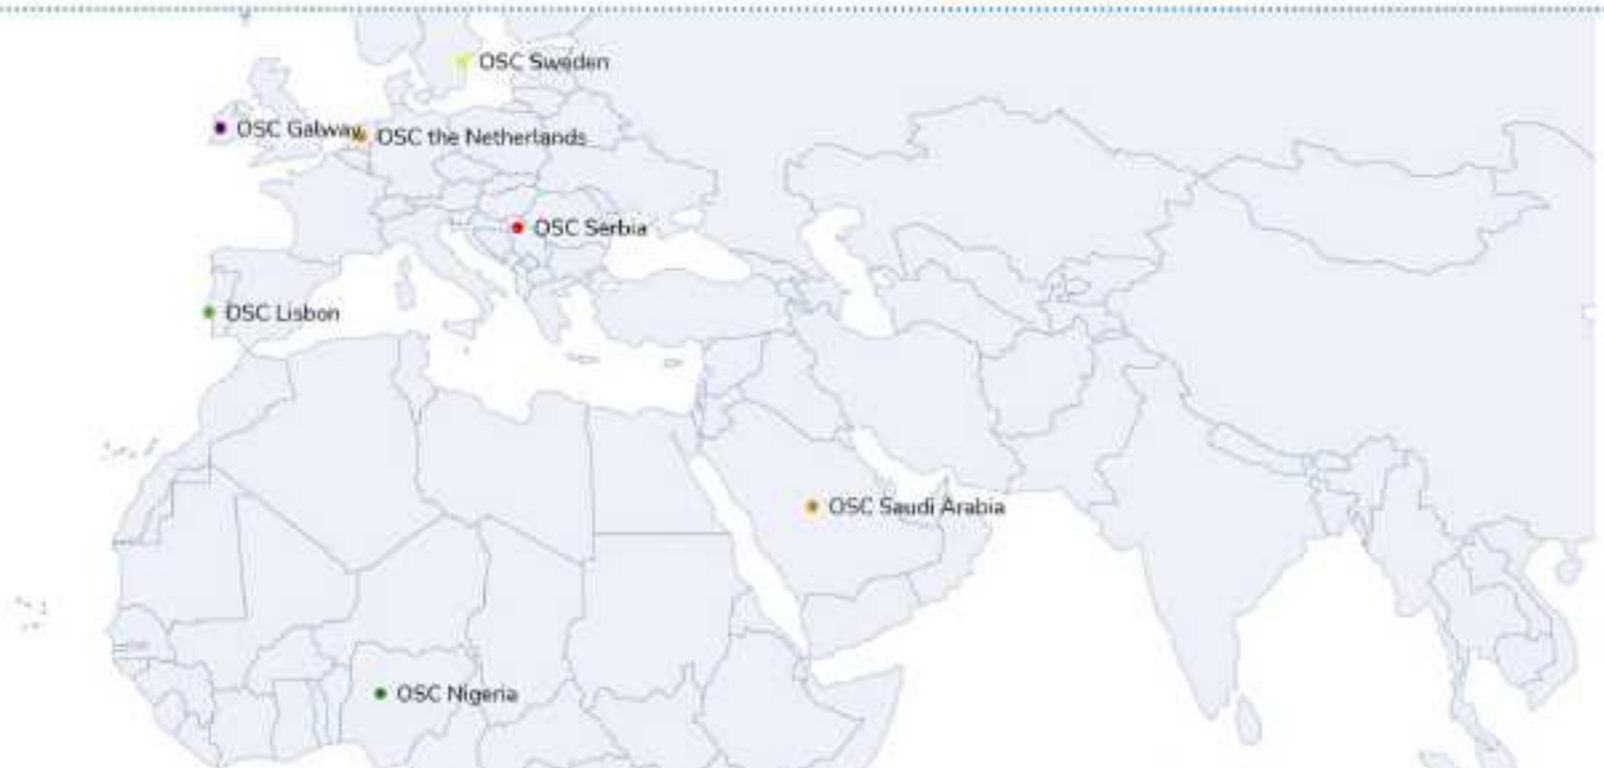 OSC Sweden
OSC Galway
OSC the Netherlands
OSC Serbia
OSC Lisbon
OSC Saudi Arabia
OSC Nigeria